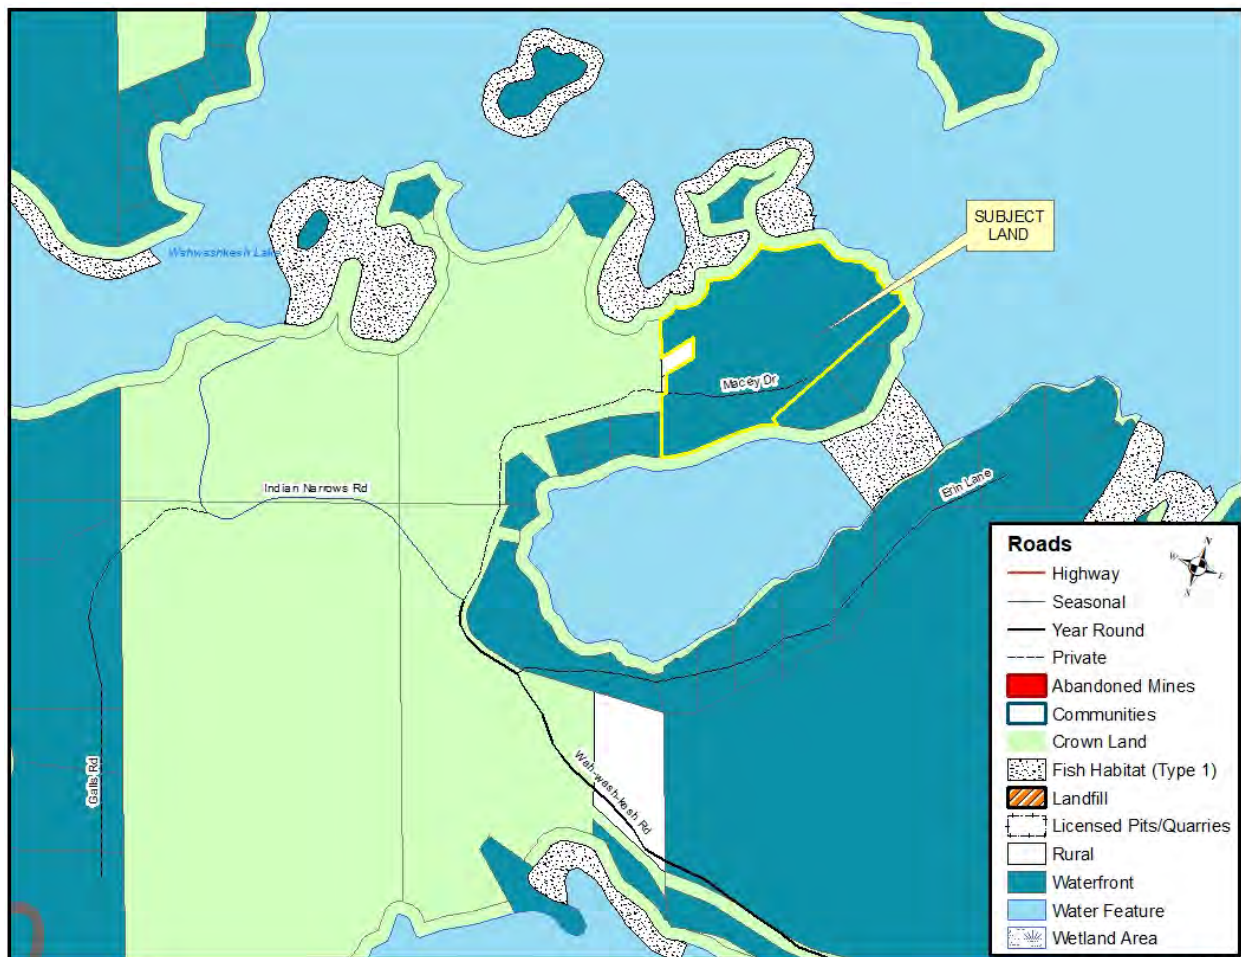 SUBJECT
LAND
Wahwashkesh Lake
Macey Dr
Indian Narrows Rd
Erin Lane
Galls Rd
Wah-wash-kesh Rd
Roads
N
W
E
S
Highway
Seasonal
Year Round
Private
Abandoned Mines
Communities
Crown Land
Fish Habitat (Type 1)
Landfill
Licensed Pits/Quarries
Rural
Waterfront
Water Feature
Wetland Area